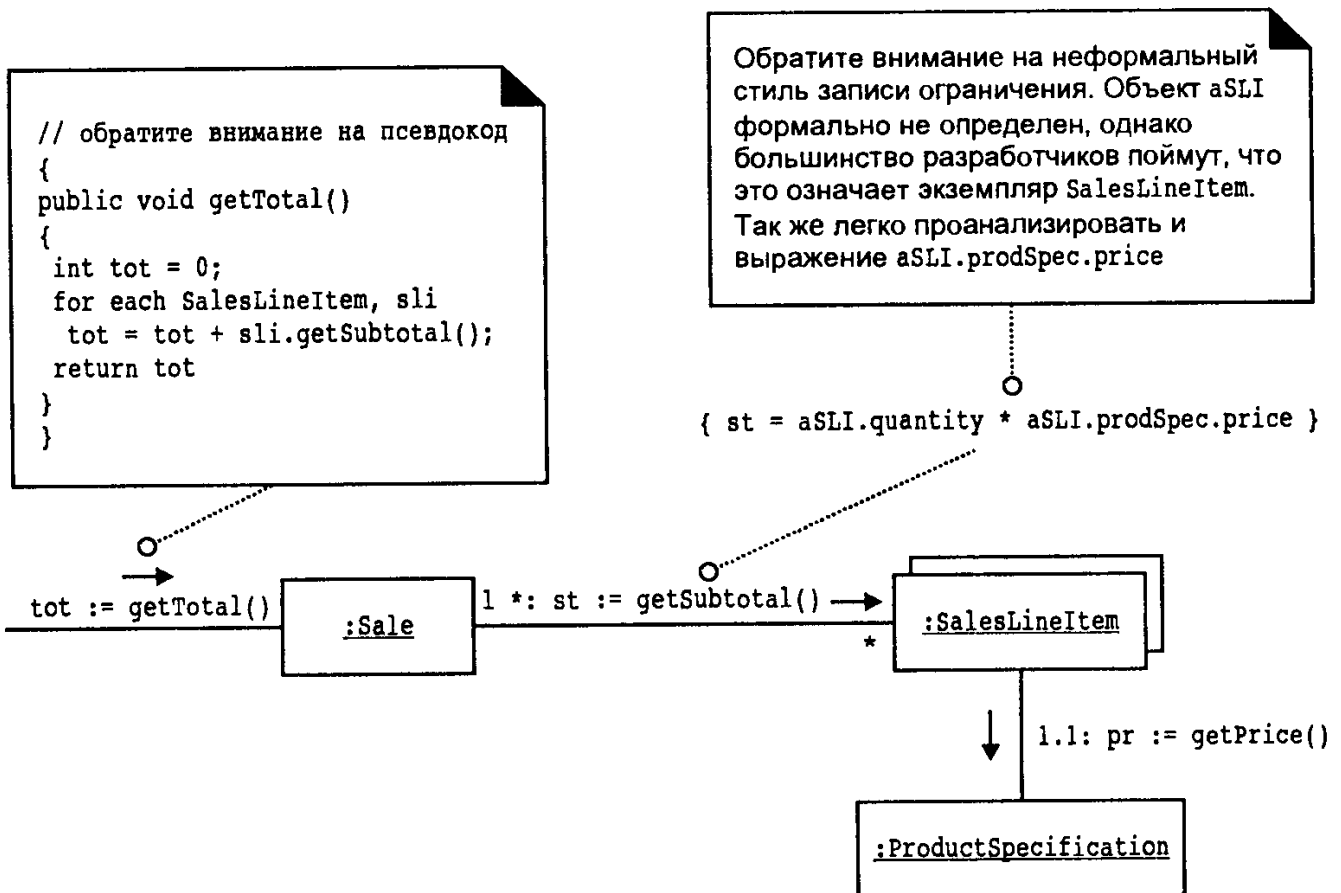 // обратите внимание на псевдокод
{
public void getTotal()
{
int tot = 0;
for each SalesLineItem, sli
tot = tot + sli.getSubtotal();
return tot
}
}
Обратите внимание на неформальный
стиль записи ограничения. Объект aSLI
формально не определен, однако
большинство разработчиков поймут, что
это означает экземпляр SalesLineItem.
Так же легко проанализировать и
выражение aSLI.prodSpec.price
{ st = aSLI.quantity * aSLI.prodSpec.price }
tot := getTotal()
:Sale
1 *: st := getSubtotal()
*
:SalesLineItem
1.1: pr := getPrice()
:ProductSpecification